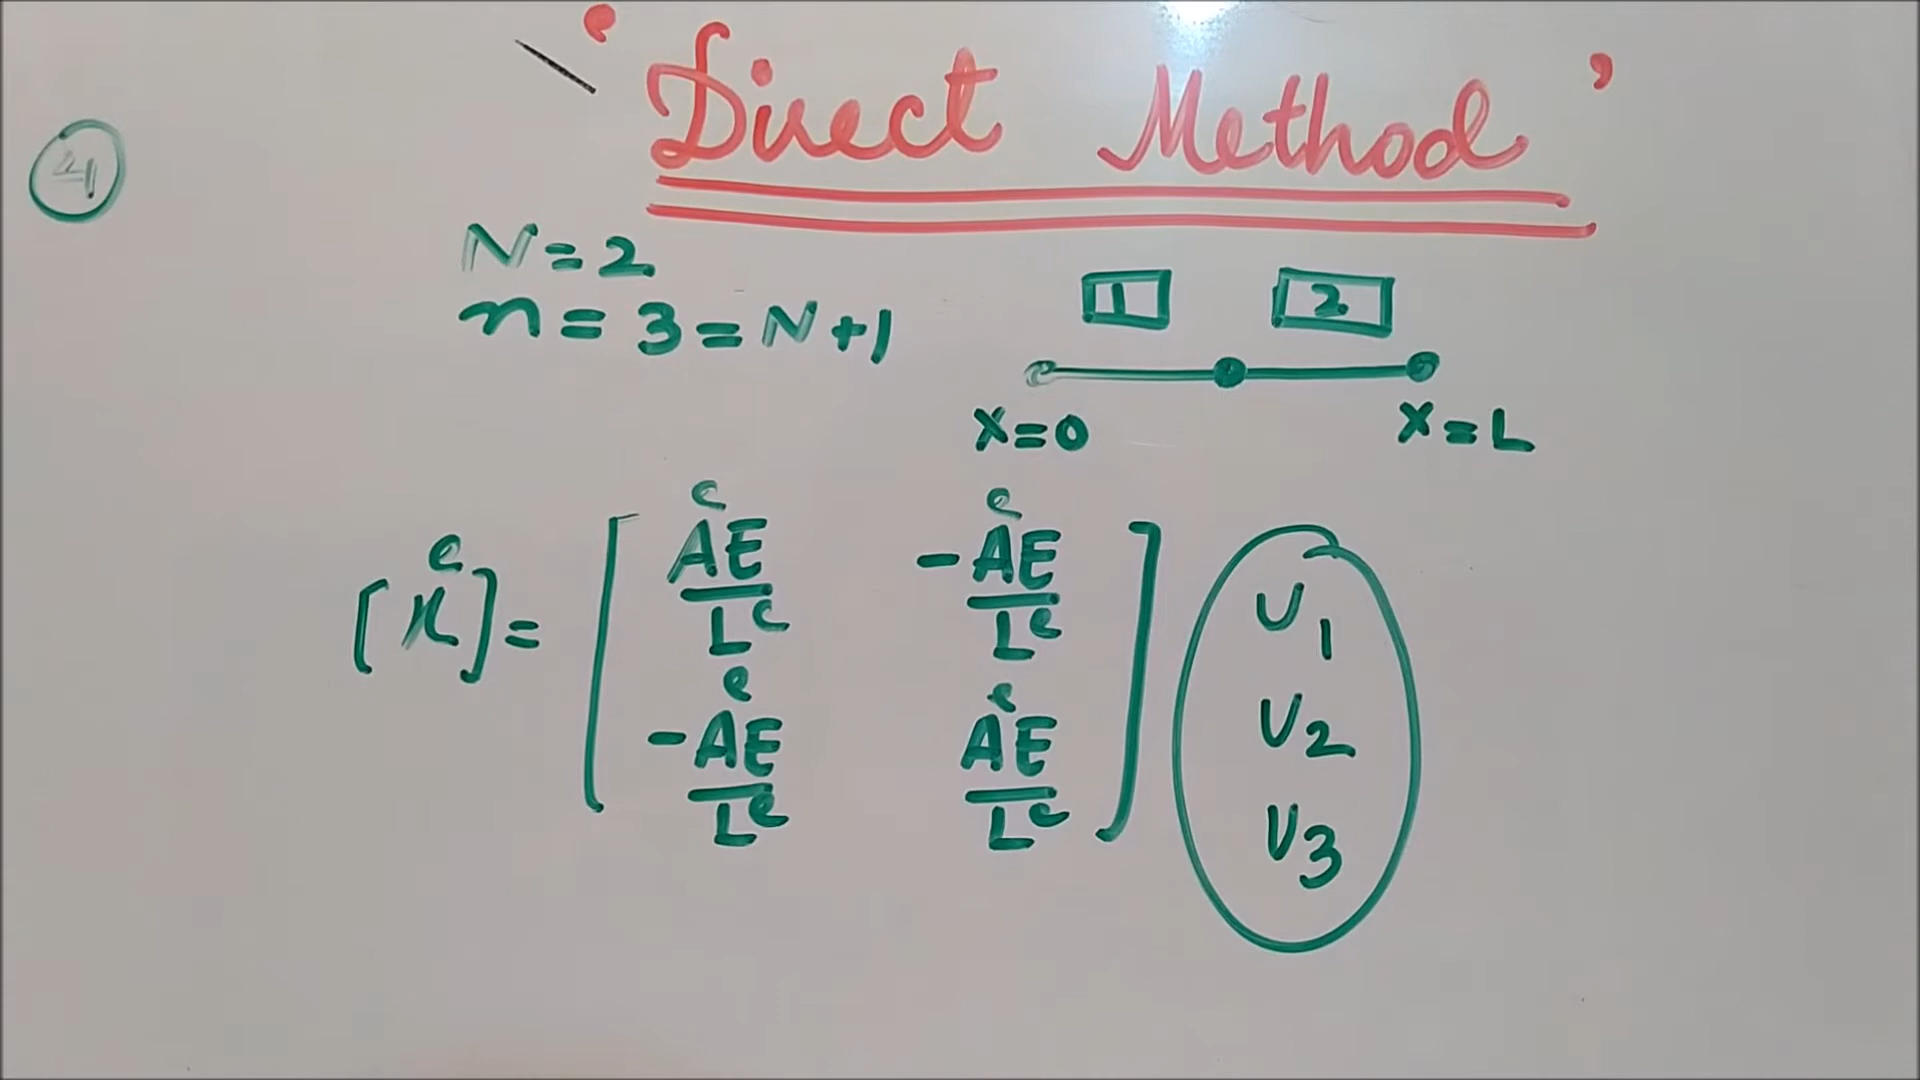 ‘Direct Method’
4
N=2
n=3=N+1
1 2
x=0 x=L
[K^e] = [A^eE/L^e -A^eE/L^e
-A^eE/L^e A^eE/L^e]
U1
U2
U3